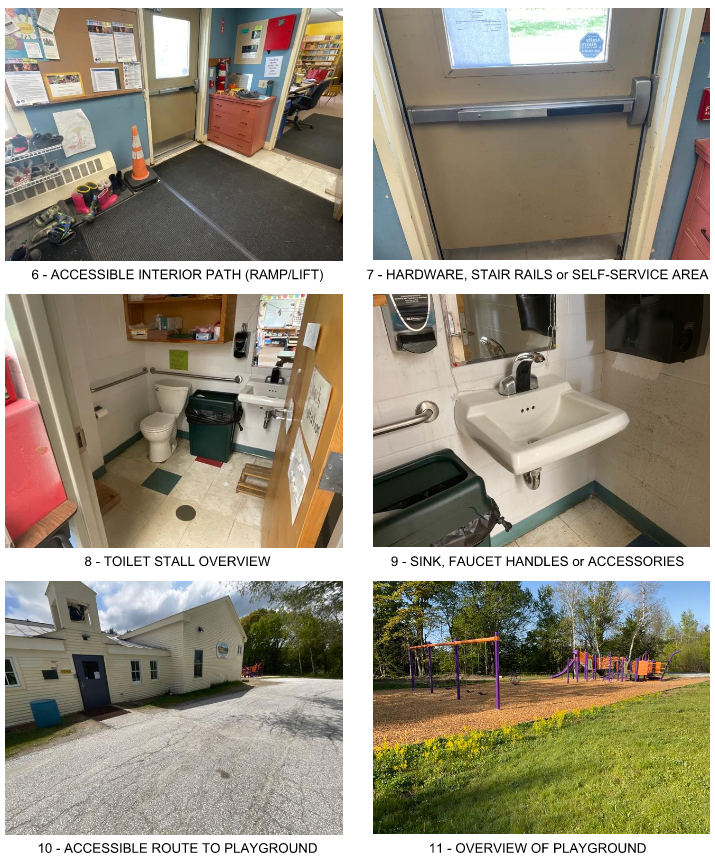 6 - ACCESSIBLE INTERIOR PATH (RAMP/LIFT)
7 - HARDWARE, STAIR RAILS or SELF-SERVICE AREA
8 - TOILET STALL OVERVIEW
9 - SINK, FAUCET HANDLES or ACCESSORIES
10 - ACCESSIBLE ROUTE TO PLAYGROUND
11 - OVERVIEW OF PLAYGROUND